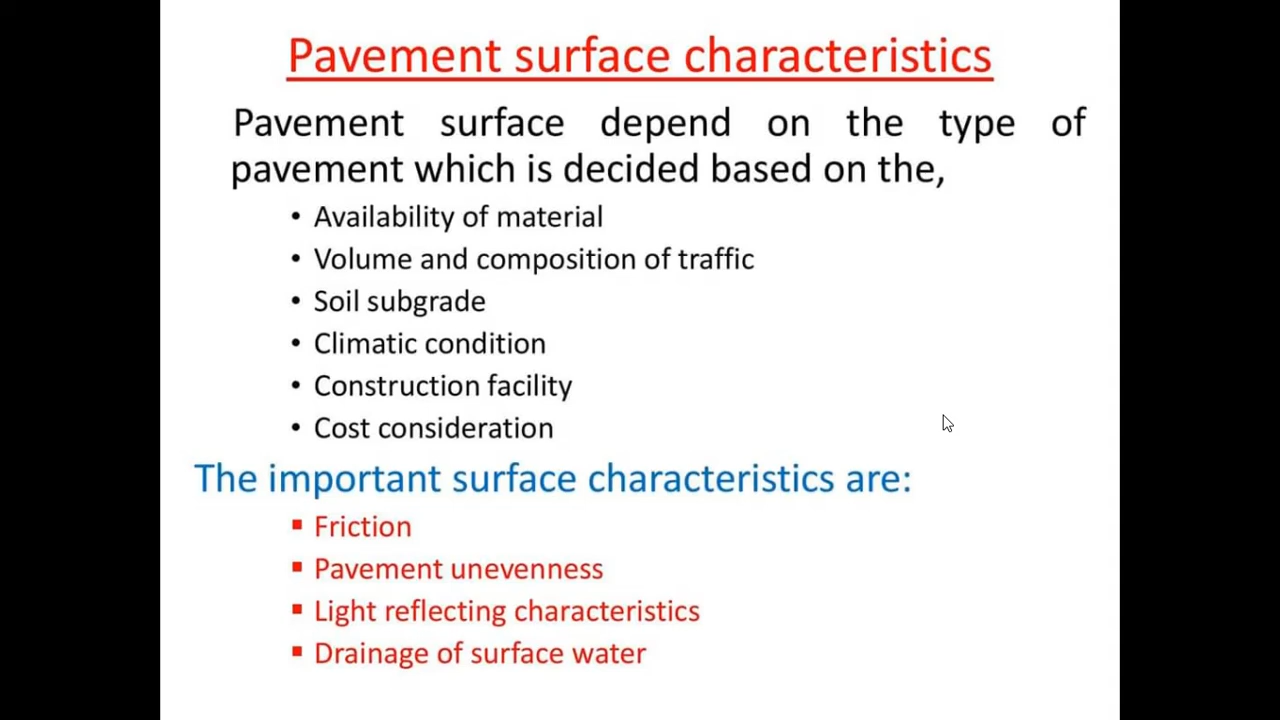 Pavement surface characteristics
Pavement surface depend on the type of
pavement which is decided based on the,
• Availability of material
• Volume and composition of traffic
• Soil subgrade
• Climatic condition
• Construction facility
• Cost consideration
The important surface characteristics are:
▪ Friction
▪ Pavement unevenness
▪ Light reflecting characteristics
▪ Drainage of surface water